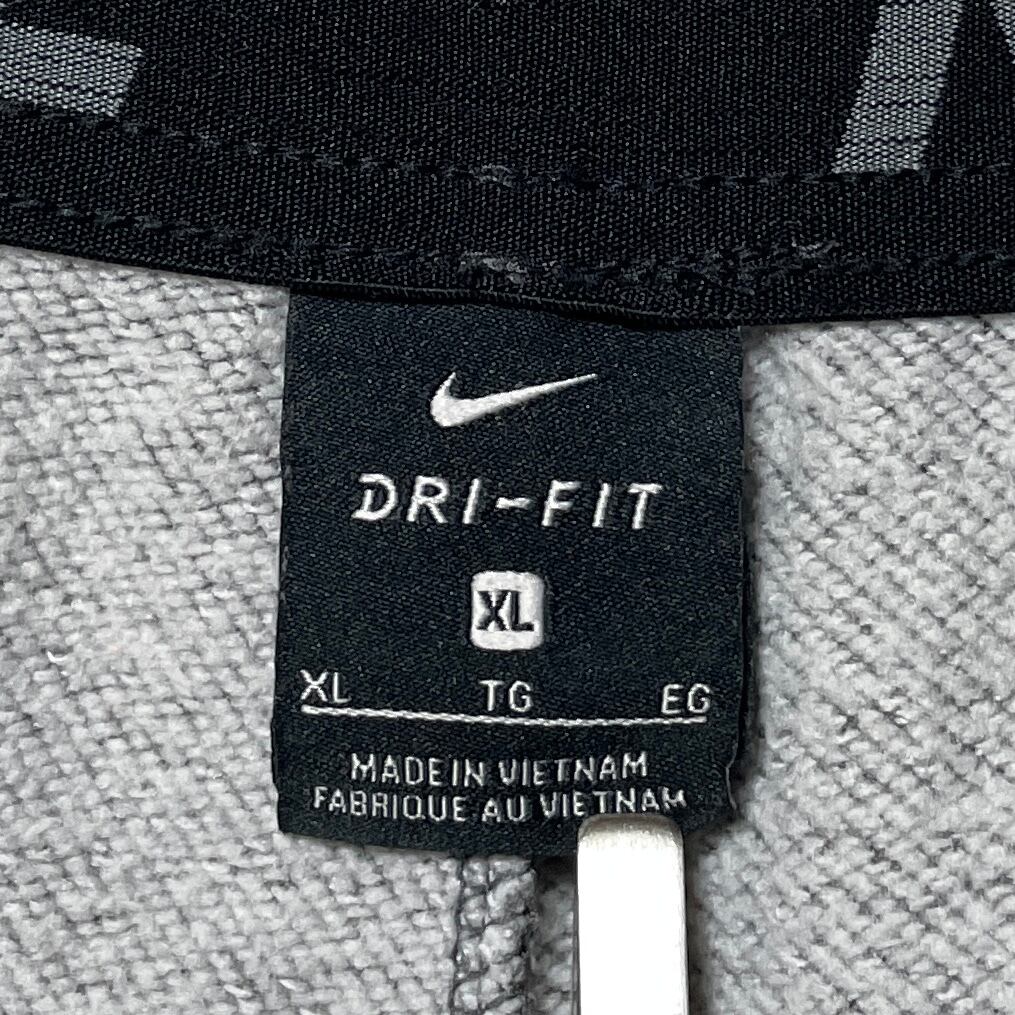 DRI-FIT
XL
XL TG EG
MADE IN VIETNAM
FABRIQUE AU VIETNAM